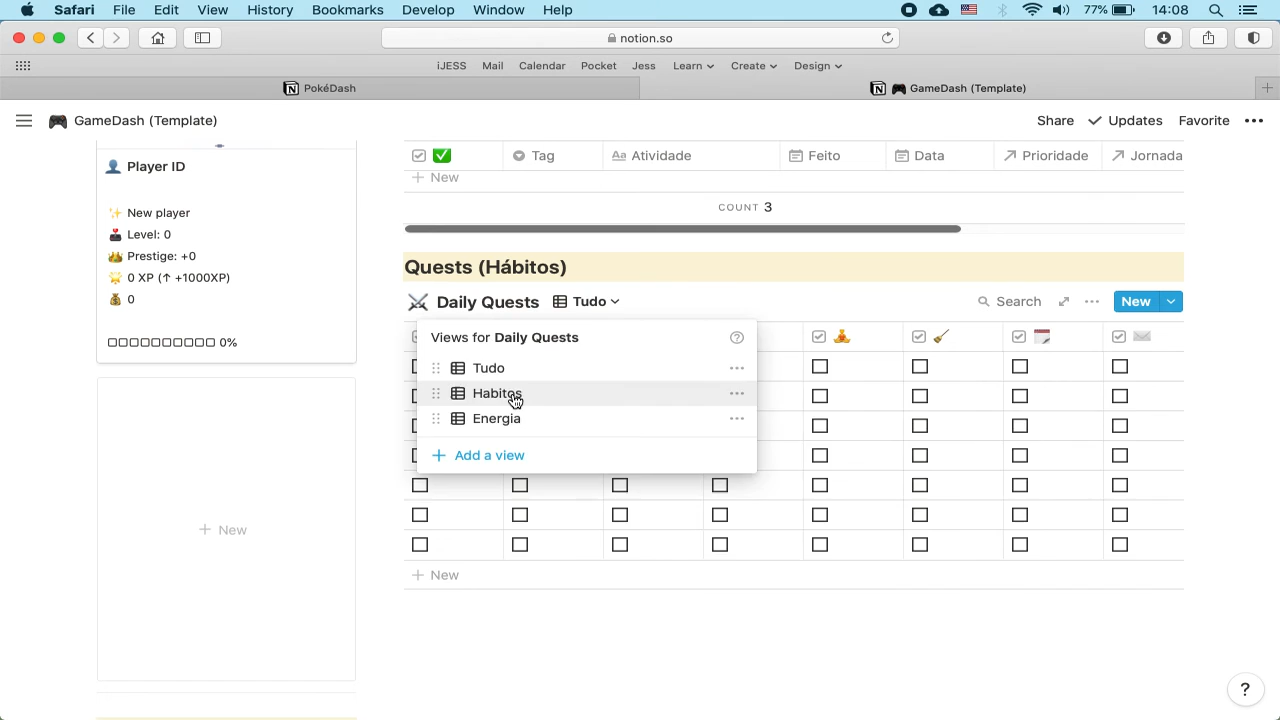 Safari File Edit View History Bookmarks Develop Window Help 77% 14:08
notion.so
iJESS Mail Calendar Pocket Jess Learn Create Design
PokéDash GameDash (Template)
GameDash (Template) Share Updates Favorite
Player ID
New player
Level: 0
Prestige: +0
0 XP (↑ +1000XP)
0
0%
+ New
Tag Aa Atividade Feito Data Prioridade Jornada
+ New
COUNT 3
Quests (Hábitos)
Daily Quests Tudo Search New
Views for Daily Quests
Tudo
Habitos
Energia
+ Add a view
+ New
?